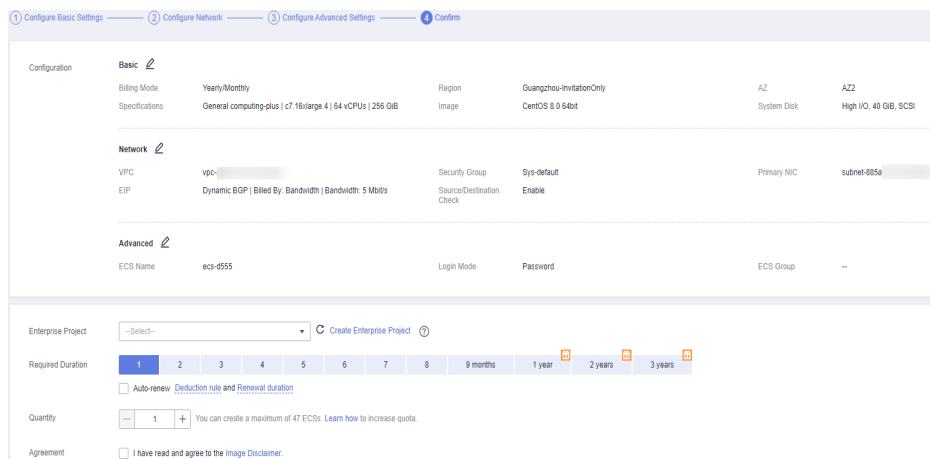 1 Configure Basic Settings 2 Configure Network 3 Configure Advanced Settings 4 Confirm
Configuration Basic
Billing Mode Yearly/Monthly Region Guangzhou-InvitationOnly AZ AZ2
Specifications General computing-plus | c7.16xlarge.4 | 64 vCPUs | 256 GiB Image CentOS 8.0 64bit System Disk High I/O, 40 GiB, SCSI
Network
VPC vpc- Security Group Sys-default Primary NIC subnet-885a
EIP Dynamic BGP | Billed By: Bandwidth | Bandwidth: 5 Mbit/s Source/Destination Check Enable
Advanced
ECS Name ecs-d555 Login Mode Password ECS Group --
Enterprise Project --Select-- Create Enterprise Project ?
Required Duration 1 2 3 4 5 6 7 8 9 months 1 year 2 years 3 years
Auto-renew Deduction rule and Renewal duration
Quantity 1 + You can create a maximum of 47 ECSs. Learn how to increase quota.
Agreement I have read and agree to the Image Disclaimer.